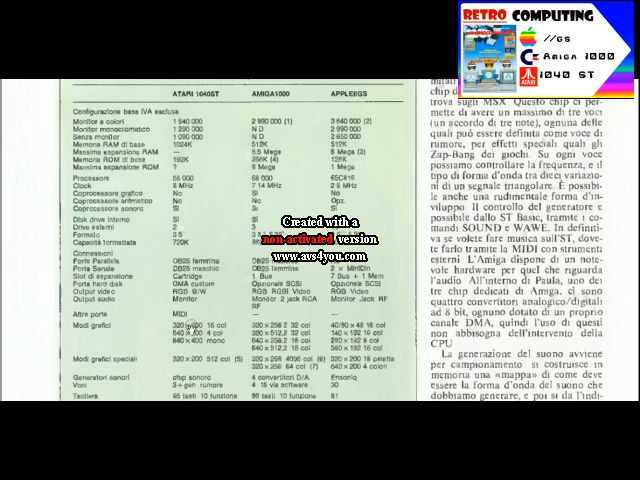 RETRO COMPUTING
//GS
AMIGA 1000
ATARI 1040 ST
ATARI 1040ST AMIGA1000 APPLEIIGS
Configurazione base IVA esclusa
Monitor a colori 1 540 000 2 990 000 (1) 3 840 000 (2)
Monitor monocromatico 1 290 000 N D 2 990 000
Monitor 1 090 000 N D 2 650 000
Memoria RAM di base 1024K 512K 512K
Massima espansione RAM — 8.5 Mega 8 Mega (3)
Memoria ROM di base 192K 256K (4) 128K
Massima espansione ROM ? 1 Mega
Processore 68 000 68 000 65C816
Clock 8 MHz 7 14 MHz
Coprocessore grafico No Si No
Coprocessore aritmetico No No Opz.
Coprocessore sonoro Si Si Si
Disk drive interno Si Si
Drive esterni 2 3
Formato 3 5"
Capacità formattata 720K
Connessioni
Porta Parallela DB25 femmina
Porta Seriale DB25 maschio DB25 femmina 2 x MiniDin
Slot di espansione Cartridge 1 Bus 7 Bus + 1 Mem
Porta hard disk DMA custom Opzionale SCSI Opzionale SCSI
Output video RGB B/W RGB Video RGB Video
Output audio Monitor Monitor 2 jack RCA Monitor Jack RF
RF
Altre porte MIDI
Modi grafici 320×200 16 col 320×256.2 32 col 40/80×48 16 col
640×200 4 col 320×512.2 32 col 140×192 16 col
640×400 mono 640×256.2 16 col 280×192 6 col
640×512.2 16 col 560×192 16 col
Modi grafici speciali 320×200 512 col (5) 320×256 4096 col (6) 320×200 16 palette
320×256 64 col (7) 640×200 4 colori
Generatori sonori chip sonoro 4 convertitori D/A Ensoniq
Voci 3+gen rumore 4 16 via software 30
Tastiera 95 tasti 10 funzione 81
Created with a
non-activated version
www.avs4you.com
chip d
trova sugli MSX Questo chip ci per-
mette di avere un massimo di tre voci
(un accordo di tre note), ognuna delle
quali può essere definita come voce di
rumore, per effetti speciali quali gli
Zap-Bang dei giochi. Su ogni voce
possiamo controllare la frequenza, e il
tipo di forma d'onda tra dieci variazio-
ni di un segnale triangolare. È possibi-
le anche una rudimentale forma d'in-
viluppo Il controllo del generatore e
possibile dallo ST Basic, tramite i co-
mandi SOUND e WAWE. In definiti-
va se volete fare musica sull'ST, dovre-
te farlo tramite la MIDI con strumenti
esterni L'Amiga dispone di un note-
vole hardware per quel che riguarda
l'audio All'interno di Paula, uno dei
tre chip dedicati di Amiga, ci sono
quattro convertitori analogico/digitali
ad 8 bit, ognuno dotato di un proprio
canale DMA, quindi l'uso di questi
non abbisogna dell'intervento della
CPU
La generazione del suono avviene
per campionamento si costruisce in
memoria una «mappa» di come deve
essere la forma d'onda del suono che
dobbiamo generare, e poi si dà l'indi-